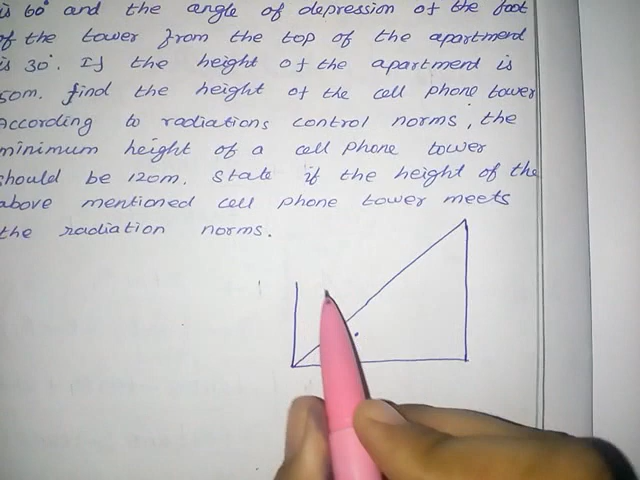 is 60° and the angle of depression of the foot
of the tower from the top of the apartment
is 30°. If the height of the apartment is
50m. find the height of the cell phone tower
According to radiations control norms, the
minimum height of a cell phone tower
should be 120m. state if the height of the
above mentioned cell phone tower meets
the radiation norms.